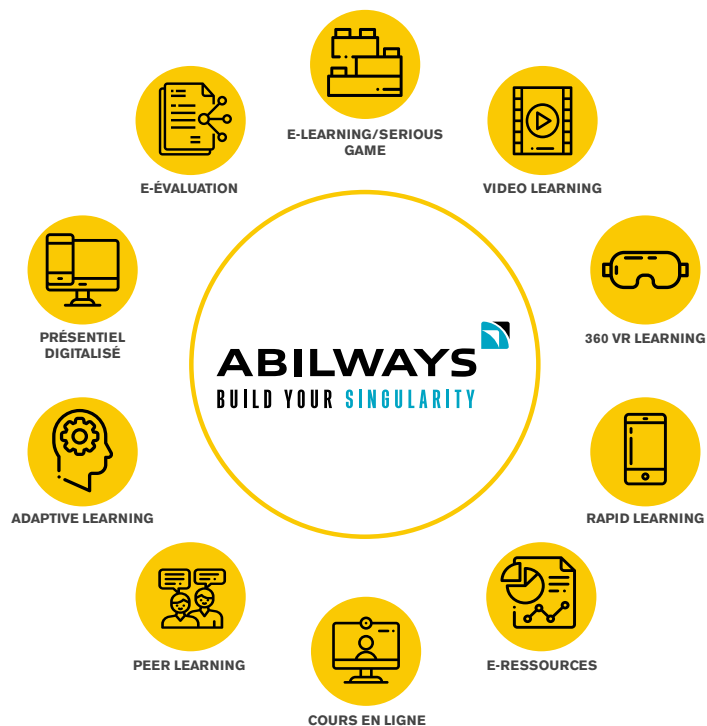 E-LEARNING/SERIOUS
GAME
VIDEO LEARNING
360 VR LEARNING
RAPID LEARNING
E-RESSOURCES
COURS EN LIGNE
PEER LEARNING
ADAPTIVE LEARNING
PRÉSENTIEL
DIGITALISÉ
E-ÉVALUATION
ABILWAYS
BUILD YOUR SINGULARITY